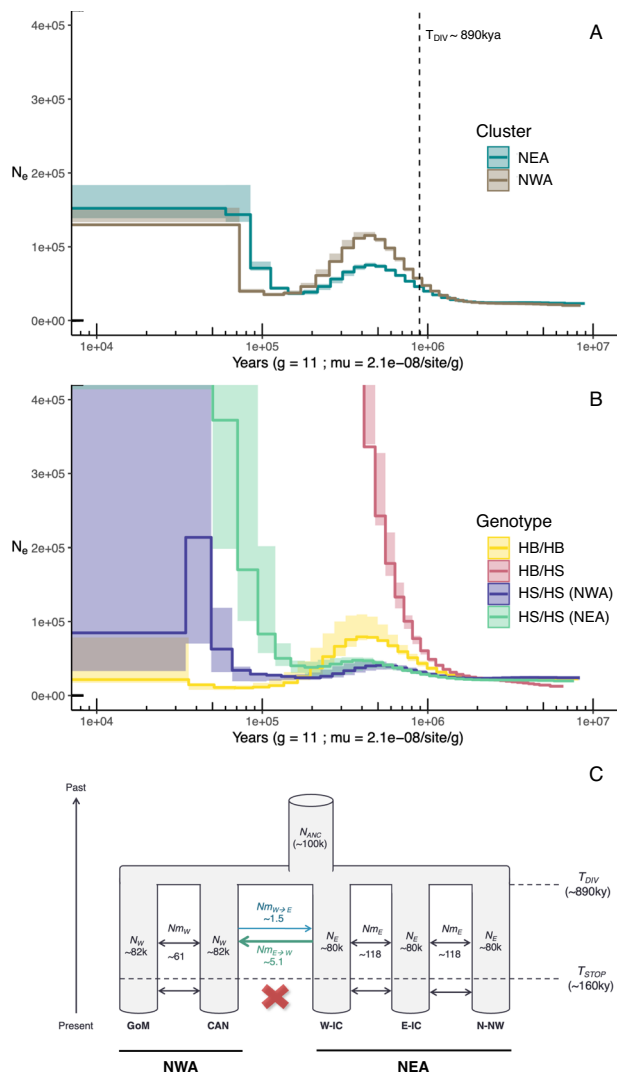 A
T_DIV ~ 890kya
4e+05
3e+05
2e+05
1e+05
0e+00
N_e
Cluster
NEA
NWA
1e+04 1e+05 1e+06 1e+07
Years (g = 11 ; mu = 2.1e−08/site/g)
B
4e+05
3e+05
2e+05
1e+05
0e+00
N_e
Genotype
HB/HB
HB/HS
HS/HS (NWA)
HS/HS (NEA)
1e+04 1e+05 1e+06 1e+07
Years (g = 11 ; mu = 2.1e−08/site/g)
C
Past
N_ANC
(~100k)
T_DIV
(~890ky)
Nm_W→E
~1.5
Nm_W
Nm_E
Nm_E
N_W
~82k
N_W
~82k
N_E
~80k
N_E
~80k
N_E
~80k
~61
Nm_E→W
~5.1
~118
~118
T_STOP
(~160ky)
Present
GoM CAN W-IC E-IC N-NW
NWA NEA